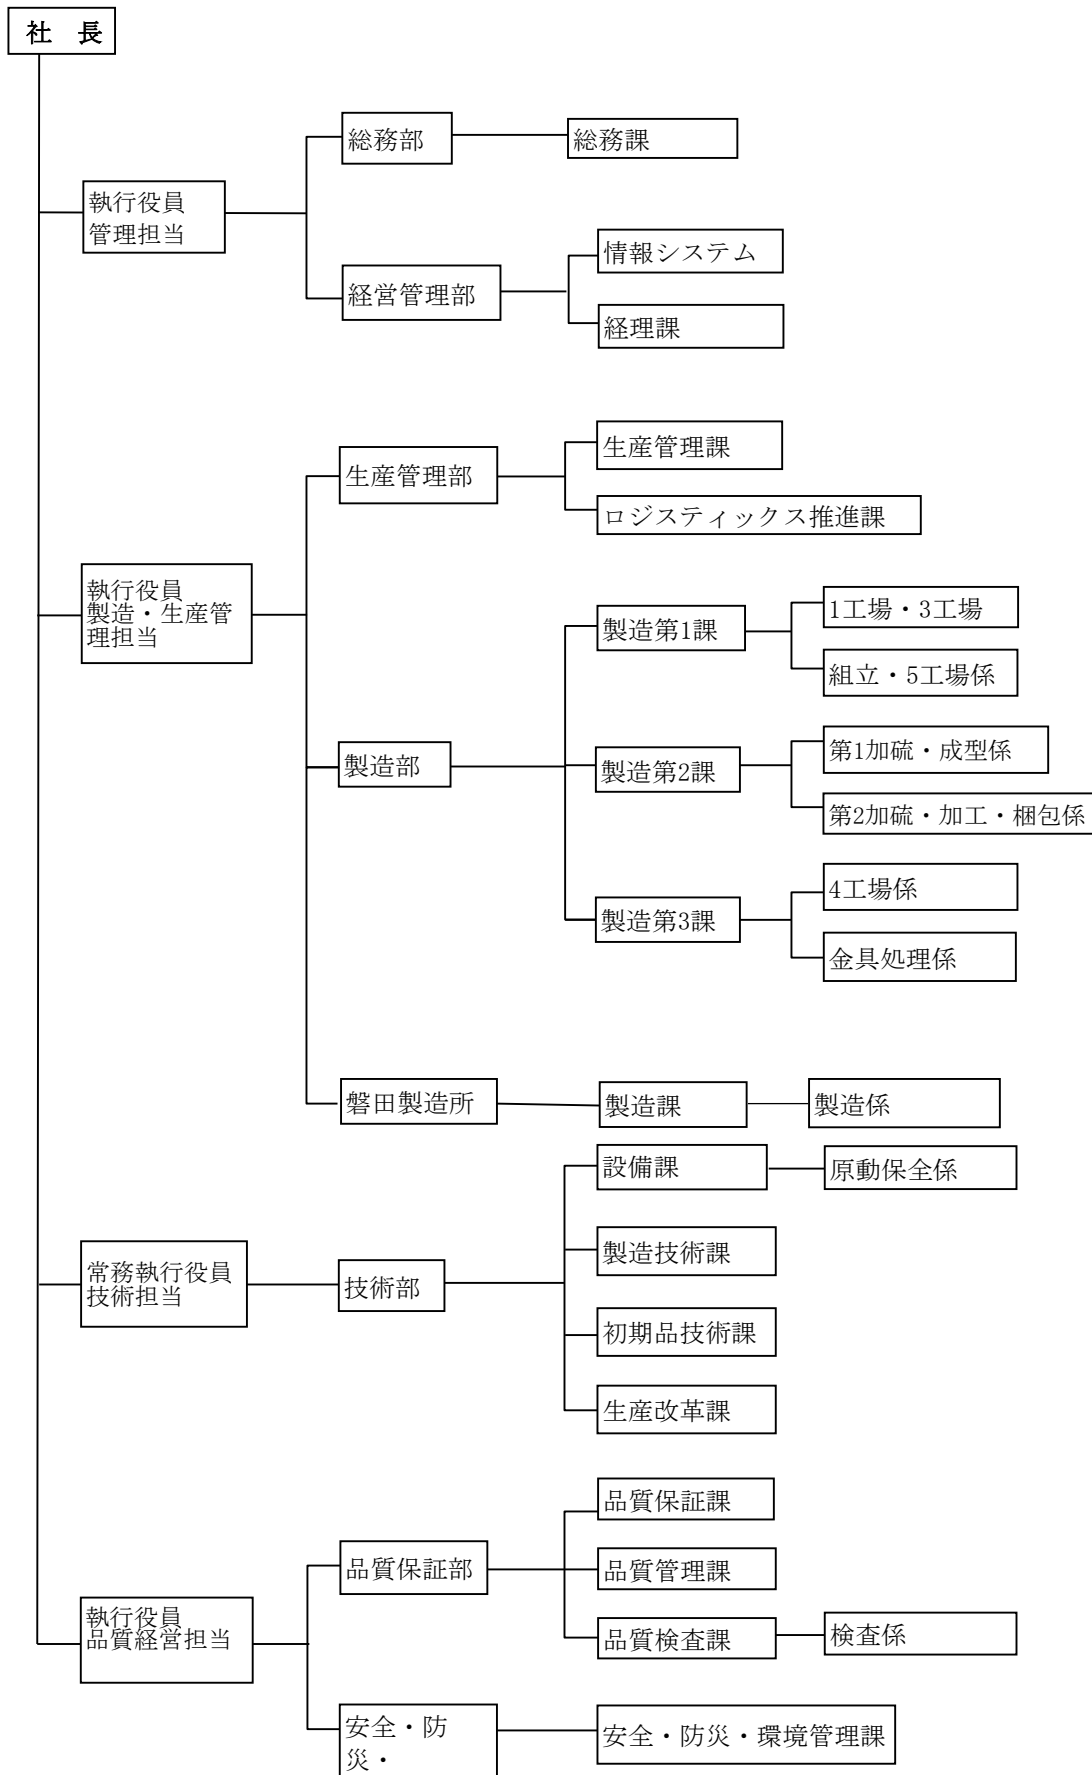 社　長
執行役員
管理担当
総務部
総務課
経営管理部
情報システム
経理課
執行役員
製造・生産管
理担当
生産管理部
生産管理課
ロジスティックス推進課
製造部
製造第1課
1工場・3工場
組立・5工場係
製造第2課
第1加硫・成型係
第2加硫・加工・梱包係
製造第3課
4工場係
金具処理係
磐田製造所
製造課
製造係
常務執行役員
技術担当
技術部
設備課
原動保全係
製造技術課
初期品技術課
生産改革課
執行役員
品質経営担当
品質保証部
品質保証課
品質管理課
品質検査課
検査係
安全・防
災・
安全・防災・環境管理課